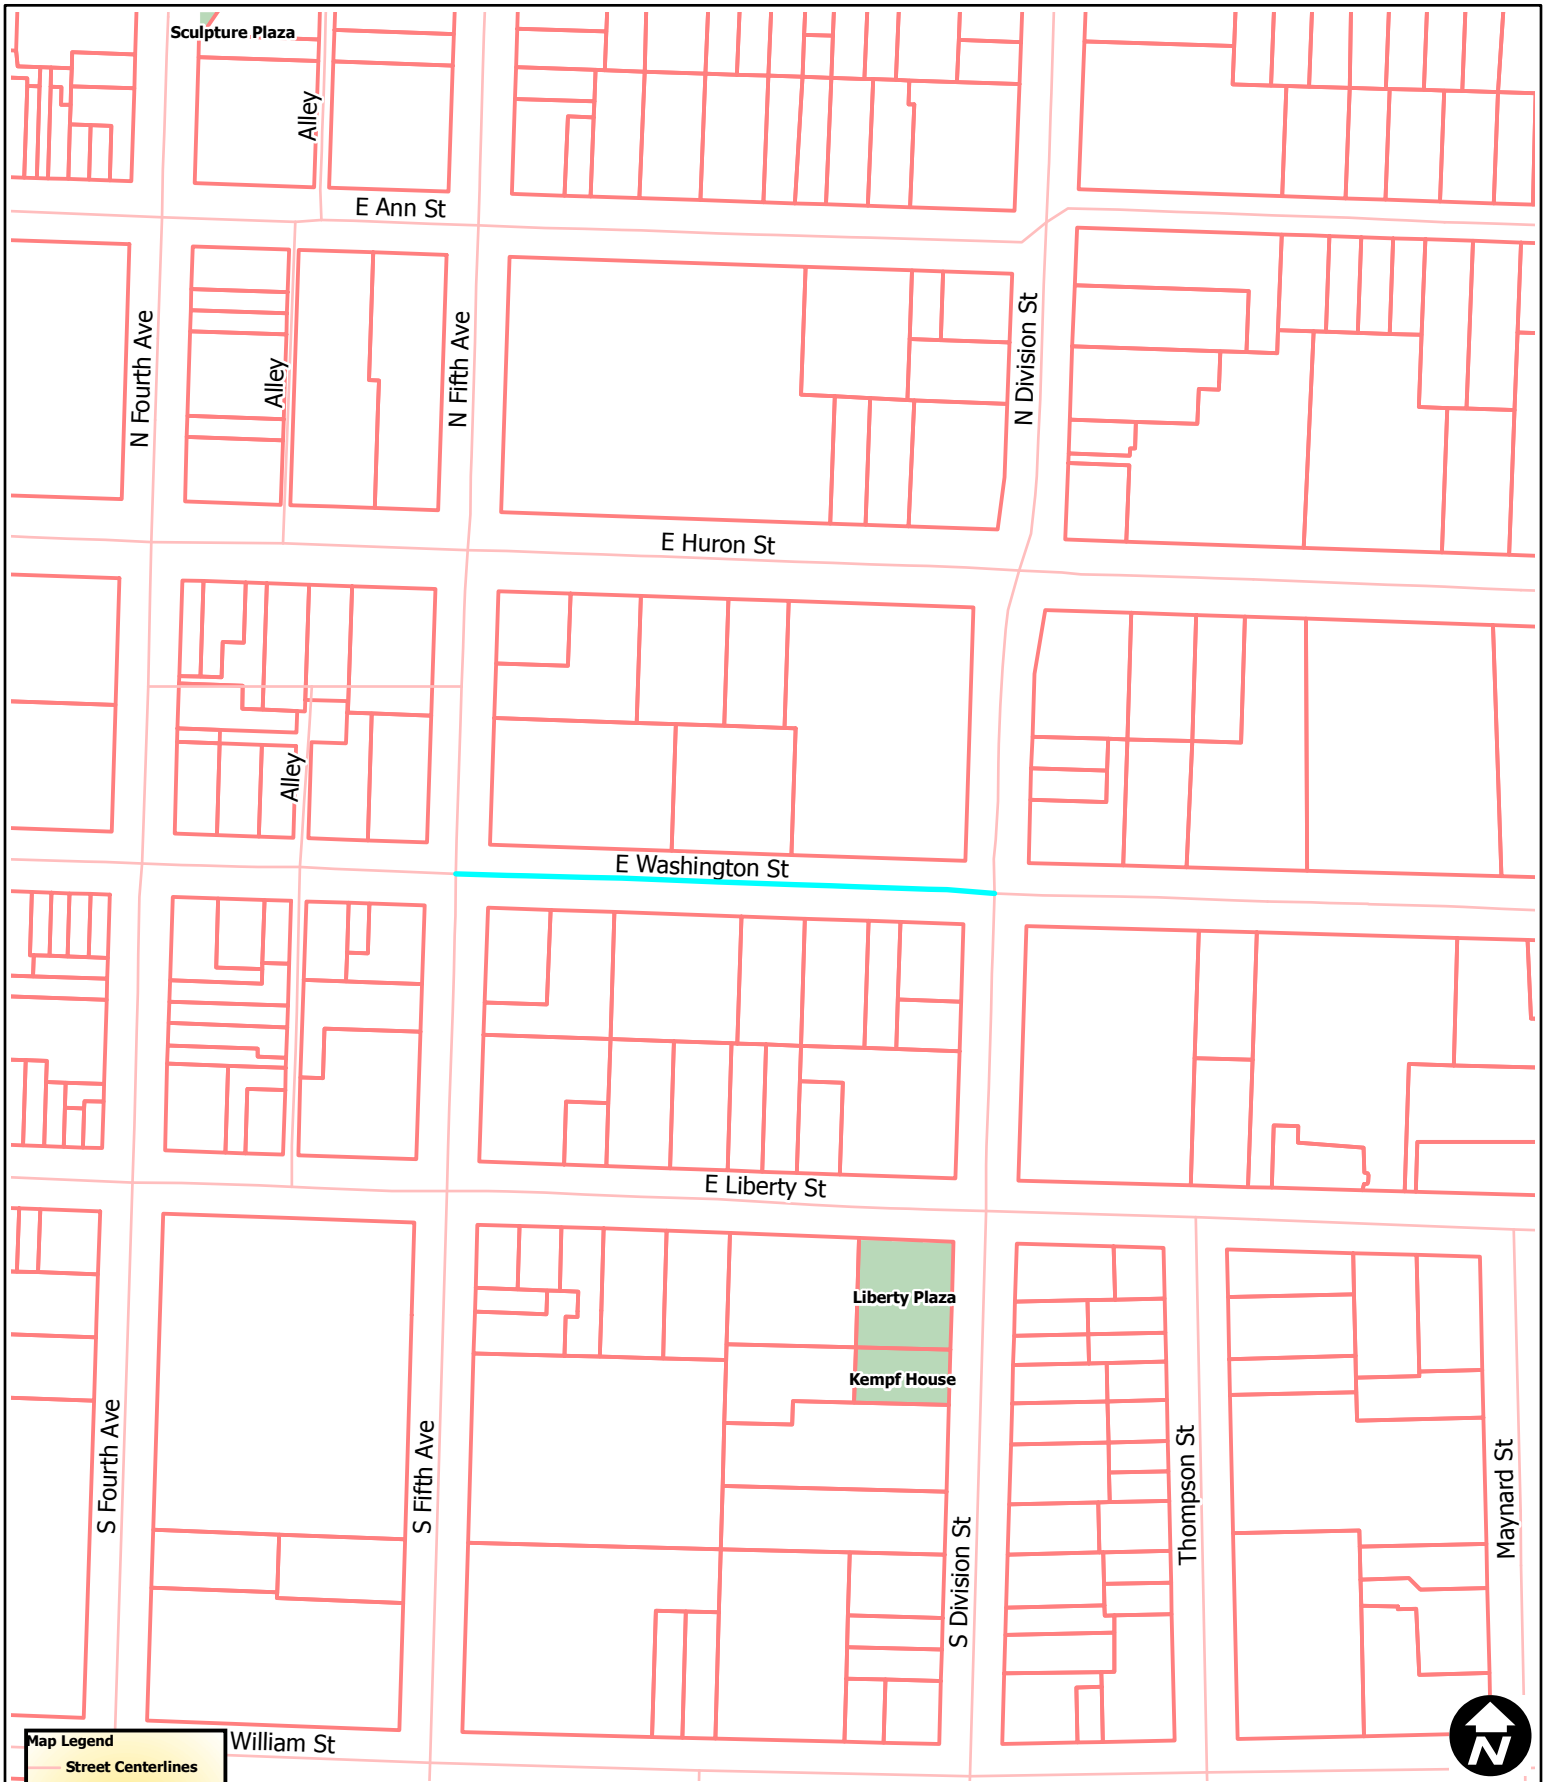 Sculpture Plaza
Alley
E Ann St
N Fourth Ave
Alley
N Fifth Ave
N Division St
E Huron St
Alley
E Washington St
E Liberty St
Liberty Plaza
Kempf House
S Fourth Ave
S Fifth Ave
S Division St
Thompson St
Maynard St
William St
Map Legend
Street Centerlines
N